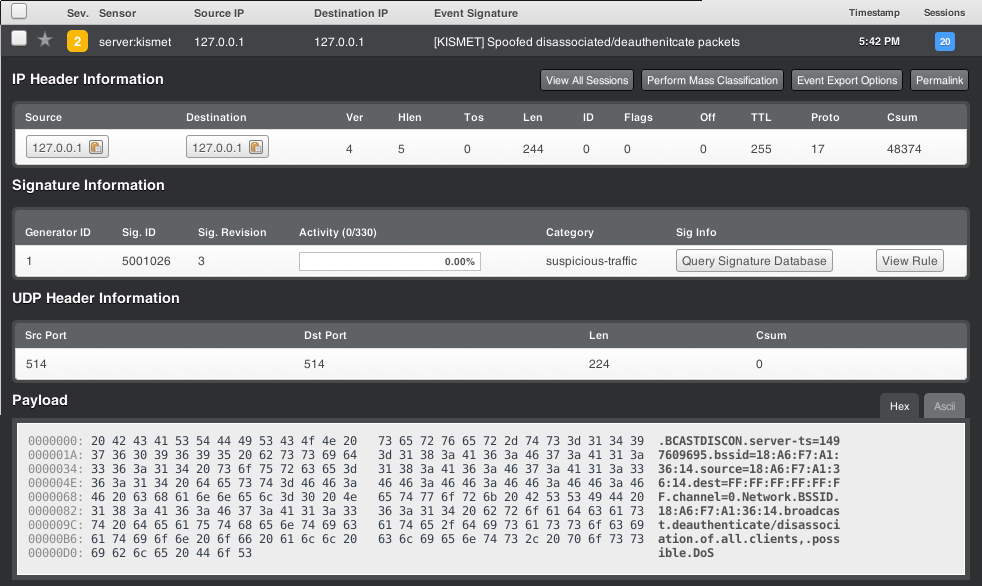 Sev. Sensor Source IP Destination IP Event Signature Timestamp Sessions
2 server:kismet 127.0.0.1 127.0.0.1 [KISMET] Spoofed disassociated/deauthenitcate packets 5:42 PM 20
IP Header Information View All Sessions Perform Mass Classification Event Export Options Permalink
Source Destination Ver Hlen Tos Len ID Flags Off TTL Proto Csum
127.0.0.1 127.0.0.1 4 5 0 244 0 0 0 255 17 48374
Signature Information
Generator ID Sig. ID Sig. Revision Activity (0/330) Category Sig Info
1 5001026 3 0.00% suspicious-traffic Query Signature Database View Rule
UDP Header Information
Src Port Dst Port Len Csum
514 514 224 0
Payload Hex Ascii
0000000: 20 42 43 41 53 54 44 49 53 43 4f 4e 20 73 65 72 76 65 72 2d 74 73 3d 31 34 39 .BCASTDISCON.server-ts=149
000001A: 37 36 30 39 36 39 35 20 62 73 73 69 64 3d 31 38 3a 41 36 3a 46 37 3a 41 31 3a 7609695.bssid=18:A6:F7:A1:
0000034: 33 36 3a 31 34 20 73 6f 75 72 63 65 3d 31 38 3a 41 36 3a 46 37 3a 41 31 3a 33 36:14.source=18:A6:F7:A1:3
000004E: 36 3a 31 34 20 64 65 73 74 3d 46 46 3a 46 46 3a 46 46 3a 46 46 3a 46 46 3a 46 6:14.dest=FF:FF:FF:FF:FF:F
0000068: 46 20 63 68 61 6e 6e 65 6c 3d 30 20 4e 65 74 77 6f 72 6b 20 42 53 53 49 44 20 F.channel=0.Network.BSSID.
0000082: 31 38 3a 41 36 3a 46 37 3a 41 31 3a 33 36 3a 31 34 20 62 72 6f 61 64 63 61 73 18:A6:F7:A1:36:14.broadcas
000009C: 74 20 64 65 61 75 74 68 65 6e 74 69 63 61 74 65 2f 64 69 73 61 73 73 6f 63 69 t.deauthenticate/disassoci
00000B6: 61 74 69 6f 6e 20 6f 66 20 61 6c 6c 20 63 6c 69 65 6e 74 73 2c 20 70 6f 73 73 ation.of.all.clients,.poss
00000D0: 69 62 6c 65 20 44 6f 53 ible.DoS